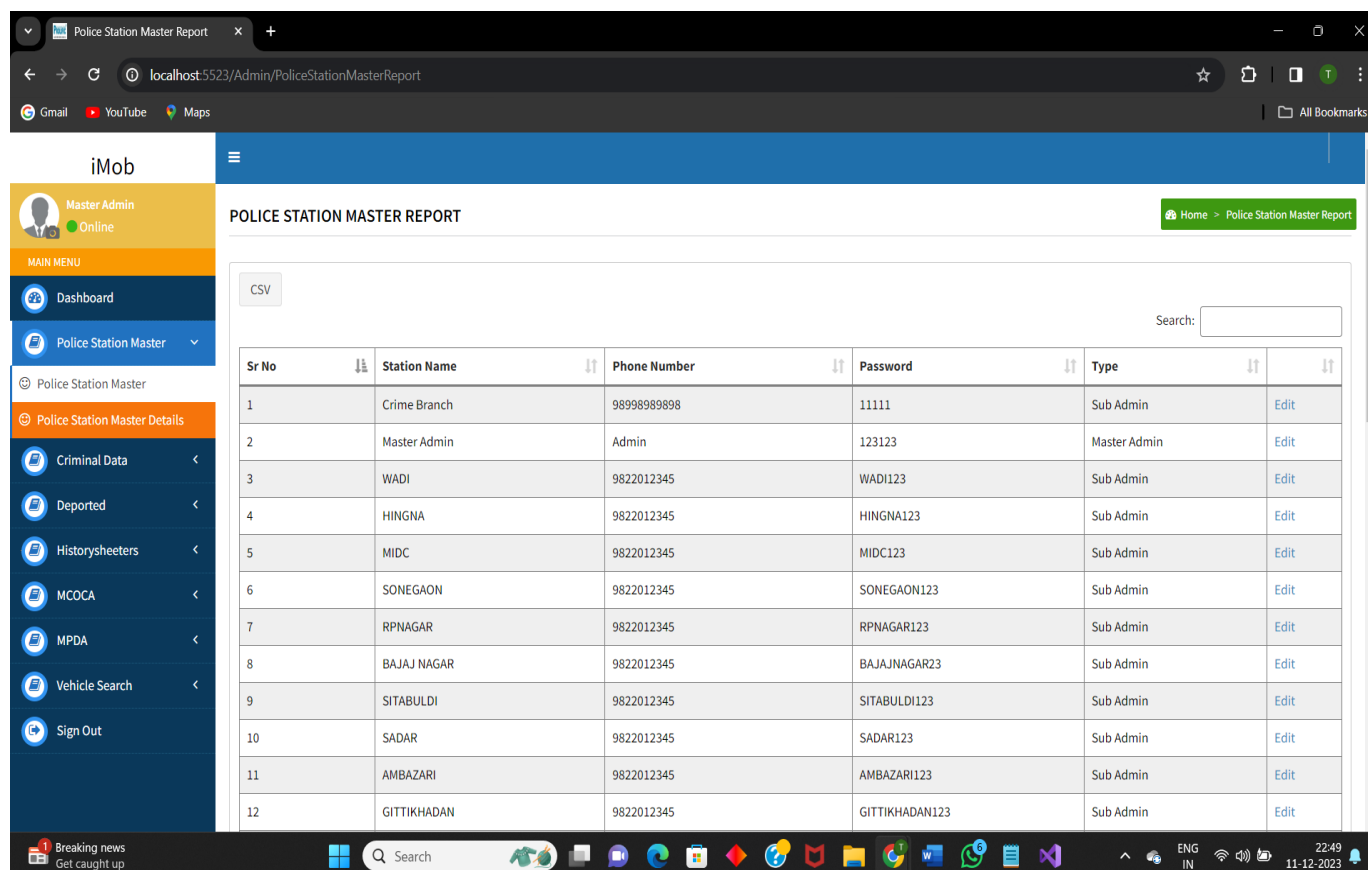 Police Station Master Report
localhost:5523/Admin/PoliceStationMasterReport
T
Gmail YouTube Maps All Bookmarks
iMob
Master Admin
Online
MAIN MENU
Dashboard
Police Station Master
Police Station Master
Police Station Master Details
Criminal Data
Deported
Historysheeters
MCOCA
MPDA
Vehicle Search
Sign Out
POLICE STATION MASTER REPORT
Home > Police Station Master Report
CSV
Search:
Sr No Station Name Phone Number Password Type
1 Crime Branch 98998989898 11111 Sub Admin Edit
2 Master Admin Admin 123123 Master Admin Edit
3 WADI 9822012345 WADI123 Sub Admin Edit
4 HINGNA 9822012345 HINGNA123 Sub Admin Edit
5 MIDC 9822012345 MIDC123 Sub Admin Edit
6 SONEGAON 9822012345 SONEGAON123 Sub Admin Edit
7 RPNAGAR 9822012345 RPNAGAR123 Sub Admin Edit
8 BAJAJ NAGAR 9822012345 BAJAJNAGAR23 Sub Admin Edit
9 SITABULDI 9822012345 SITABULDI123 Sub Admin Edit
10 SADAR 9822012345 SADAR123 Sub Admin Edit
11 AMBAZARI 9822012345 AMBAZARI123 Sub Admin Edit
12 GITTIKHADAN 9822012345 GITTIKHADAN123 Sub Admin Edit
1 Breaking news
Get caught up
Search
6
ENG
IN
22:49
11-12-2023